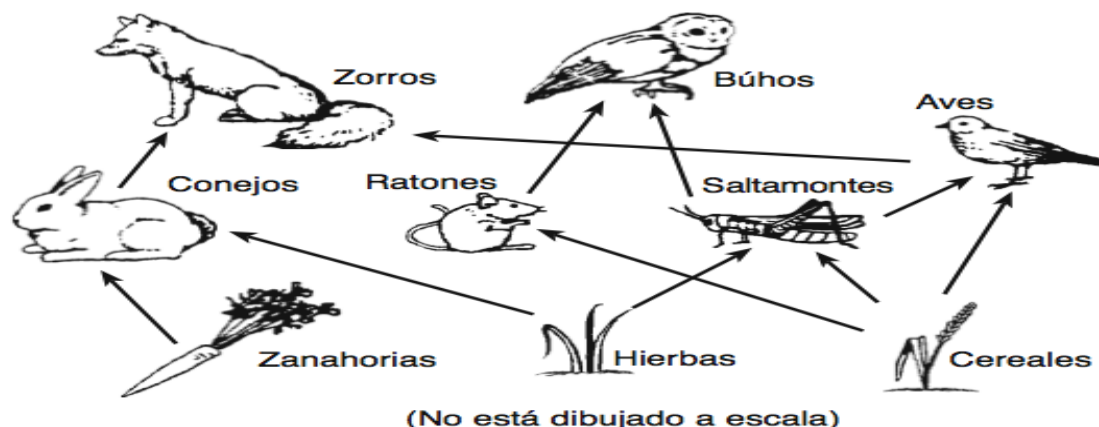 Zorros
Búhos
Aves
Conejos
Ratones
Saltamontes
Zanahorias
Hierbas
Cereales
(No está dibujado a escala)